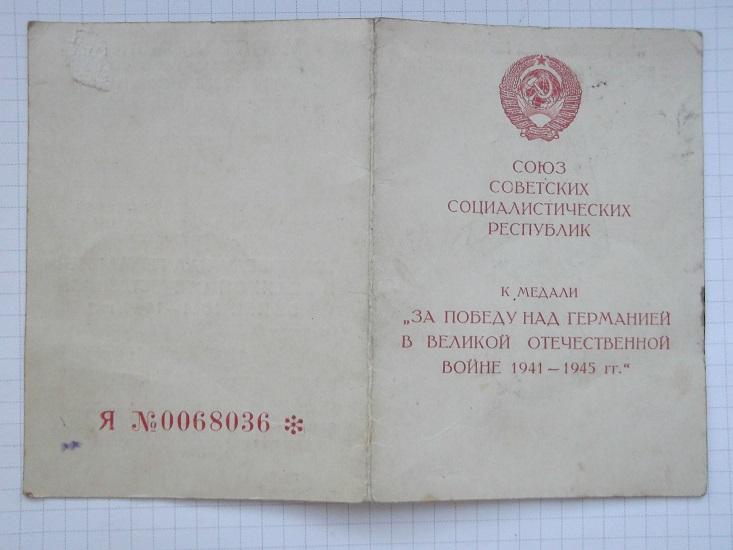 СОЮЗ
СОВЕТСКИХ
СОЦИАЛИСТИЧЕСКИХ
РЕСПУБЛИК
К МЕДАЛИ
„ЗА ПОБЕДУ НАД ГЕРМАНИЕЙ
В ВЕЛИКОЙ ОТЕЧЕСТВЕННОЙ
ВОЙНЕ 1941 — 1945 гг.“
Я №0068036 *